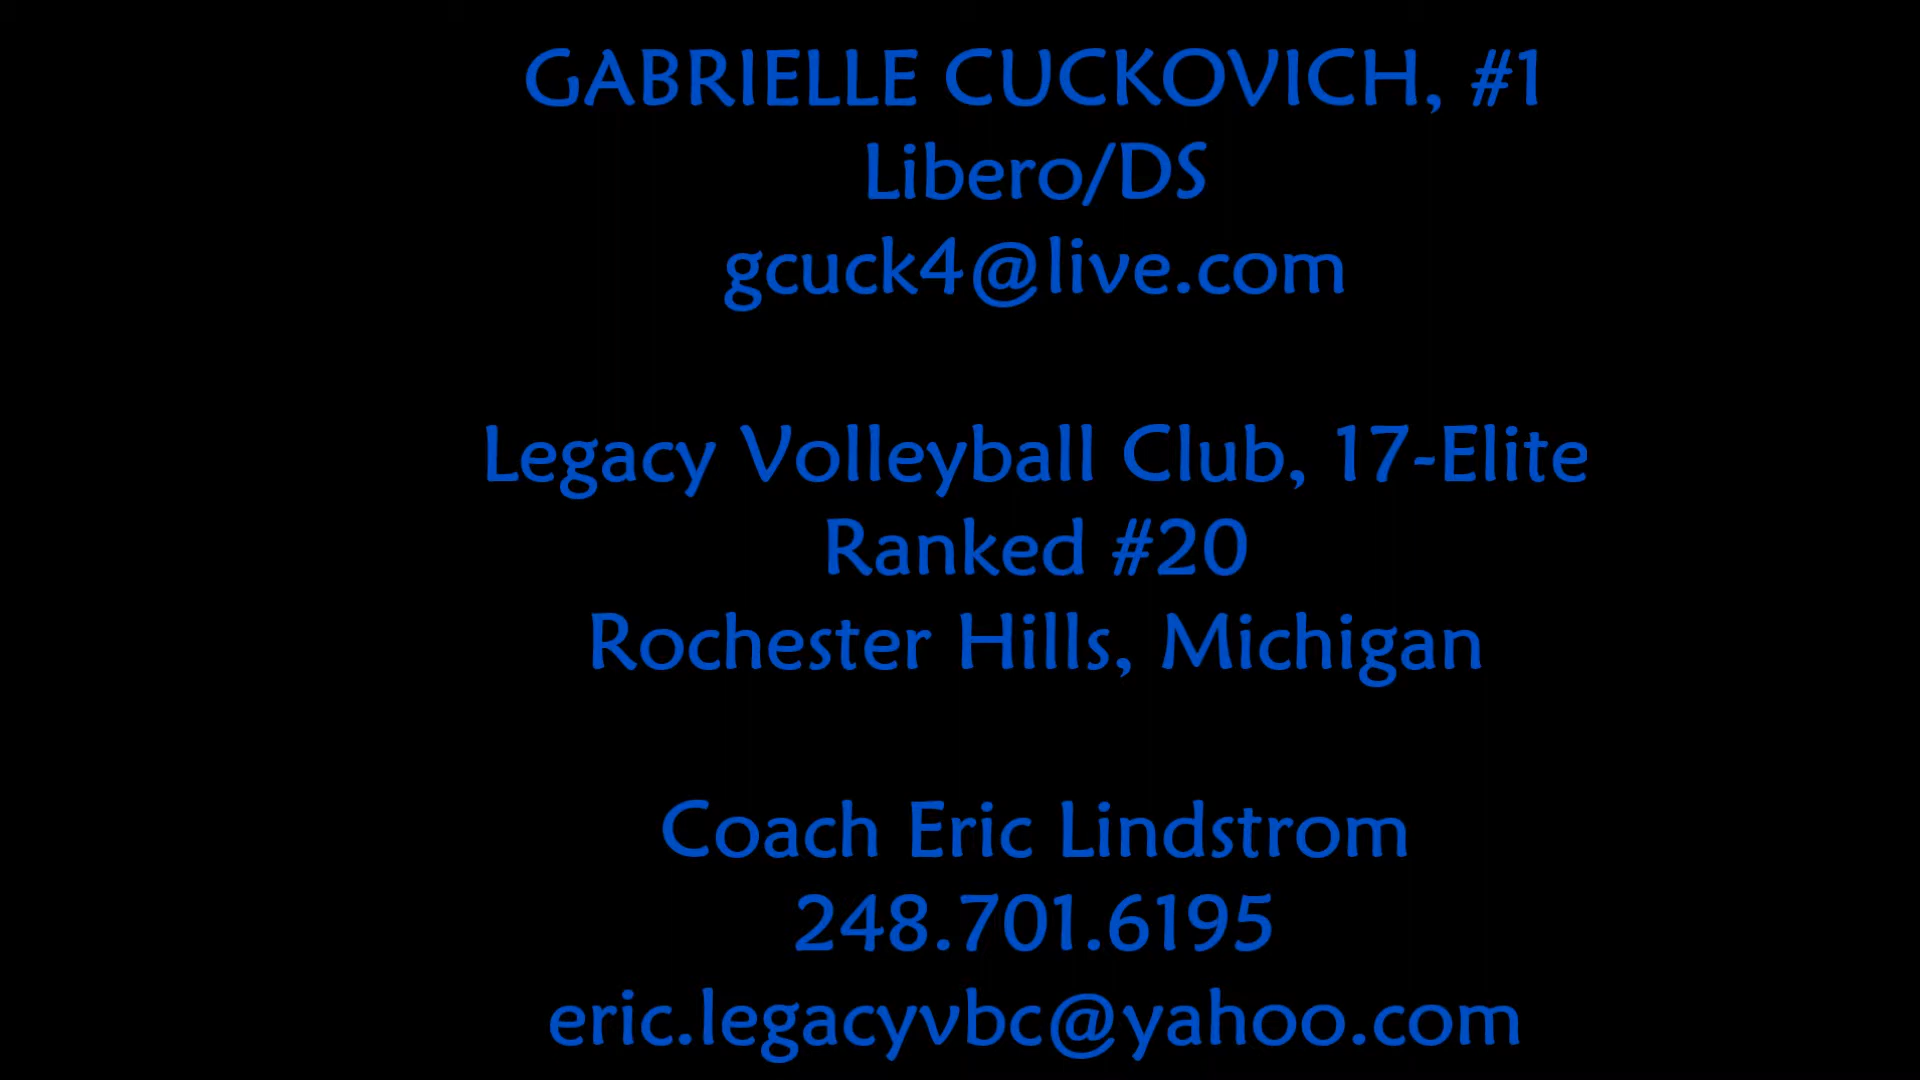 GABRIELLE CUCKOVICH, #1
Libero/DS
gcuck4@live.com
Legacy Volleyball Club, 17-Elite
Ranked #20
Rochester Hills, Michigan
Coach Eric Lindstrom
248.701.6195
eric.legacyvbc@yahoo.com